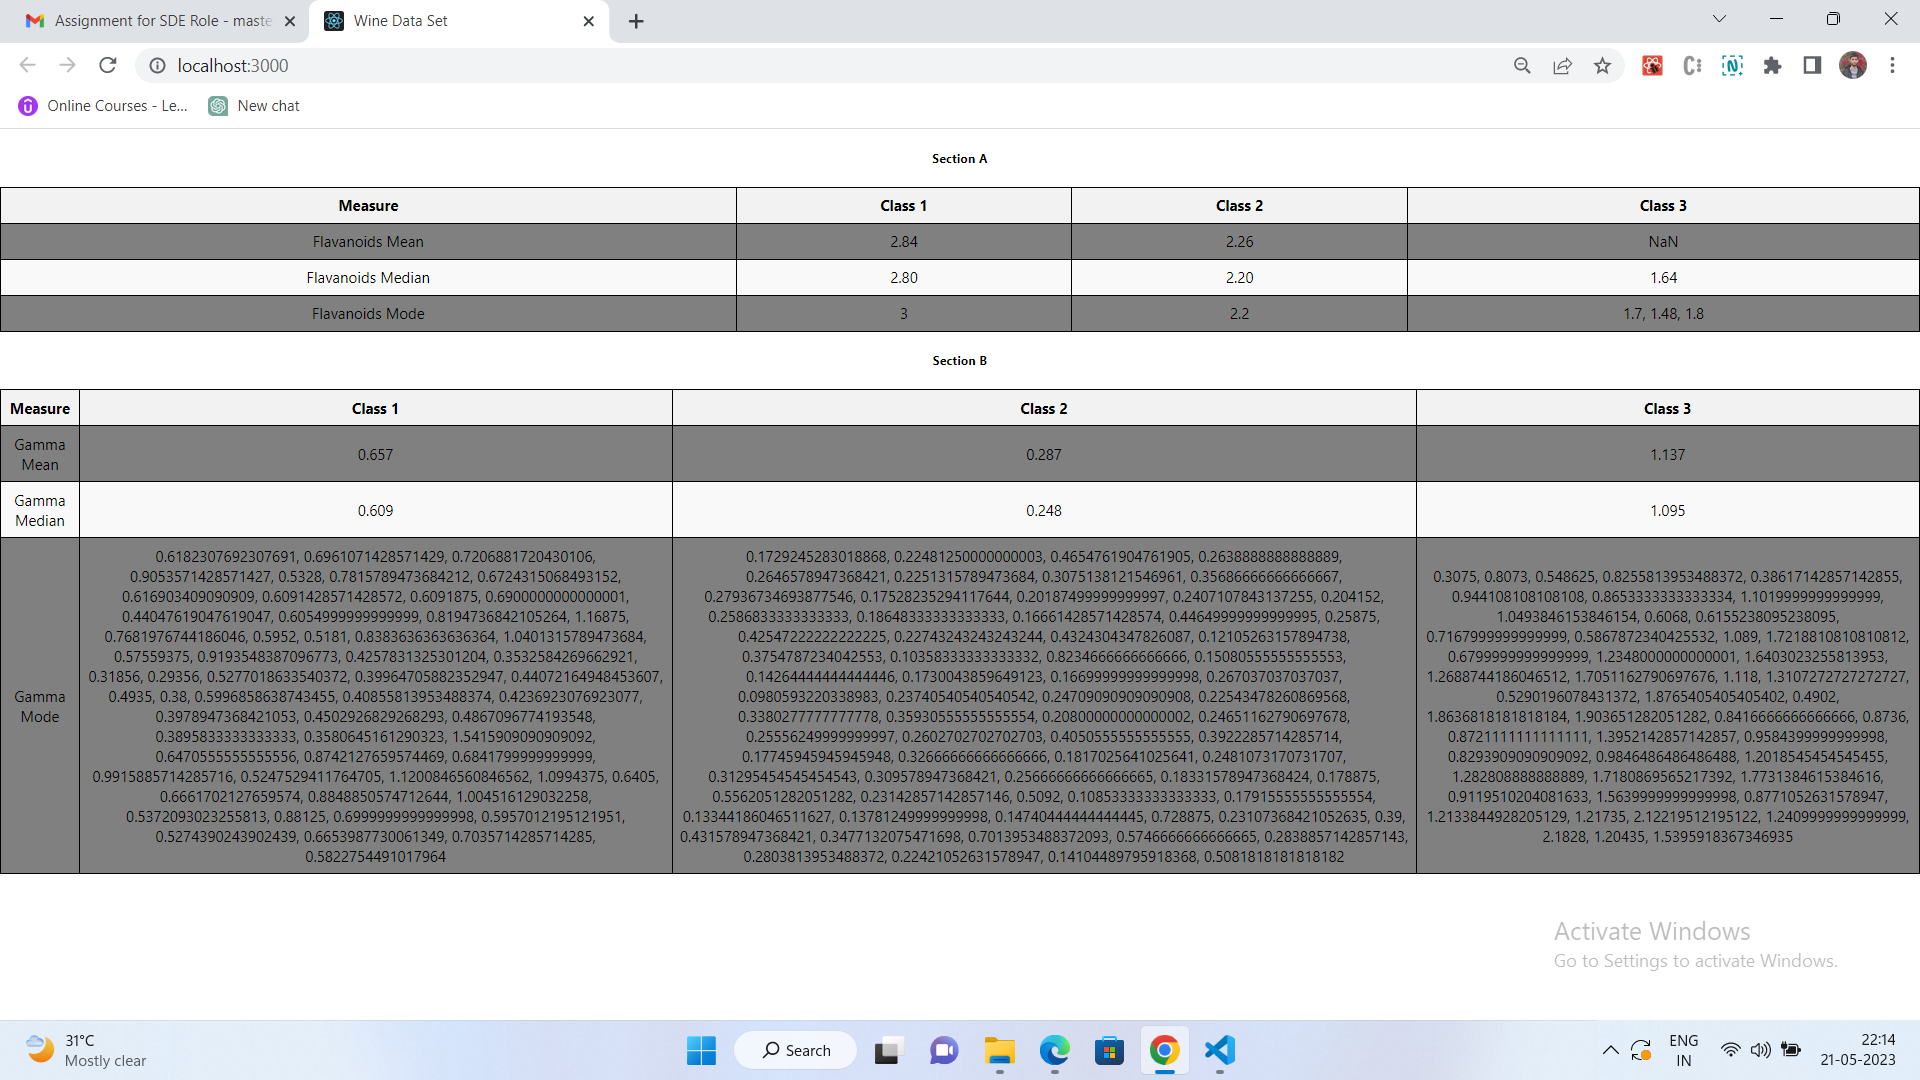 Assignment for SDE Role - maste
Wine Data Set
localhost:3000
Online Courses - Le...
New chat
Section A
Measure Class 1 Class 2 Class 3
Flavanoids Mean 2.84 2.26 NaN
Flavanoids Median 2.80 2.20 1.64
Flavanoids Mode 3 2.2 1.7, 1.48, 1.8
Section B
Measure Class 1 Class 2 Class 3
Gamma
Mean
0.657 0.287 1.137
Gamma
Median
0.609 0.248 1.095
Gamma
Mode
0.6182307692307691, 0.6961071428571429, 0.7206881720430106,
0.9053571428571427, 0.5328, 0.7815789473684212, 0.6724315068493152,
0.616903409090909, 0.6091428571428572, 0.6091875, 0.6900000000000001,
0.44047619047619047, 0.60549999999999, 0.8194736842105264, 1.16875,
0.7681976744186046, 0.5952, 0.5181, 0.8383636363636364, 1.0401315789473684,
0.57559375, 0.9193548387096773, 0.4257831325301204, 0.3532584269662921,
0.31856, 0.29356, 0.5277018633540372, 0.39964705882352947, 0.44072164948453607,
0.4935, 0.38, 0.5996858638743455, 0.40855813953488374, 0.4236923076923077,
0.3978947368421053, 0.4502926829268293, 0.4867096774193548,
0.3895833333333333, 0.3580645161290323, 1.5415909090909092,
0.64705555555556, 0.8742127659574469, 0.6841799999999999,
0.9915885714285716, 0.5247529411764705, 1.1200846560846562, 1.0994375, 0.6405,
0.6661702127659574, 0.8848850574712644, 1.004516129032258,
0.5372093023255813, 0.88125, 0.6999999999999998, 0.5957012195121951,
0.5274390243902439, 0.6653987730061349, 0.7035714285714285,
0.5822754491017964
0.1729245283018868, 0.22481250000000003, 0.4654761904761905, 0.2638888888888889,
0.2646578947368421, 0.2251315789473684, 0.3075138121546961, 0.35686666666666667,
0.27936734693877546, 0.17528235294117644, 0.20187499999999997, 0.2407107843137255, 0.204152,
0.2586833333333333, 0.18648333333333333, 0.16661428571428574, 0.44649999999999995, 0.25875,
0.42547222222222225, 0.22743243243243244, 0.4324304347826087, 0.12105263157894738,
0.3754787234042553, 0.10358333333333332, 0.8234666666666666, 0.15080555555555553,
0.14264444444444446, 0.1730043859649123, 0.16699999999999998, 0.267037037037037,
0.0980593220338983, 0.23740540540540542, 0.24709090909090908, 0.22543478260869568,
0.3380277777777778, 0.35930555555555554, 0.20800000000000002, 0.24651162790697678,
0.25556249999999997, 0.2602702702702703, 0.4050555555555555, 0.3922285714285714,
0.17745945945945948, 0.32666666666666666, 0.1817025641025641, 0.2481073170731707,
0.31295454545454543, 0.309578947368421, 0.25666666666666665, 0.18331578947368424, 0.178875,
0.5562051282051282, 0.23142857142857146, 0.5092, 0.10853333333333333, 0.17915555555555554,
0.13344186046511627, 0.13781249999999998, 0.14740444444444445, 0.728875, 0.23107368421052635, 0.39,
0.431578947368421, 0.3477132075471698, 0.7013953488372093, 0.5746666666666665, 0.2838857142857143,
0.2803813953488372, 0.22421052631578947, 0.14104489795918368, 0.5081818181818182
0.3075, 0.8073, 0.548625, 0.8255813953488372, 0.38617142857142855,
0.944108108108108, 0.8653333333333334, 1.1019999999999999,
1.0493846153846154, 0.6068, 0.6155238095238095,
0.7167999999999999, 0.5867872340425532, 1.089, 1.7218810810810812,
0.6799999999999999, 1.2348000000000001, 1.6403023255813953,
1.2688744186046512, 1.7051162790697676, 1.118, 1.3107272727272727,
0.5290196078431372, 1.8765405405405402, 0.4902,
1.8636818181818184, 1.903651282051282, 0.8416666666666666, 0.8736,
0.8721111111111111, 1.3952142857142857, 0.9584399999999998,
0.8293909090909092, 0.9846486486486488, 1.2018545454545455,
1.282808888888889, 1.7180869565217392, 1.7731384615384616,
0.9119510204081633, 1.5639999999999998, 0.8771052631578947,
1.2133844928205129, 1.21735, 2.12219512195122, 1.2409999999999999,
2.1828, 1.20435, 1.5395918367346935
Activate Windows
Go to Settings to activate Windows.
31°C
Mostly clear
Search
ENG
IN
22:14
21-05-2023